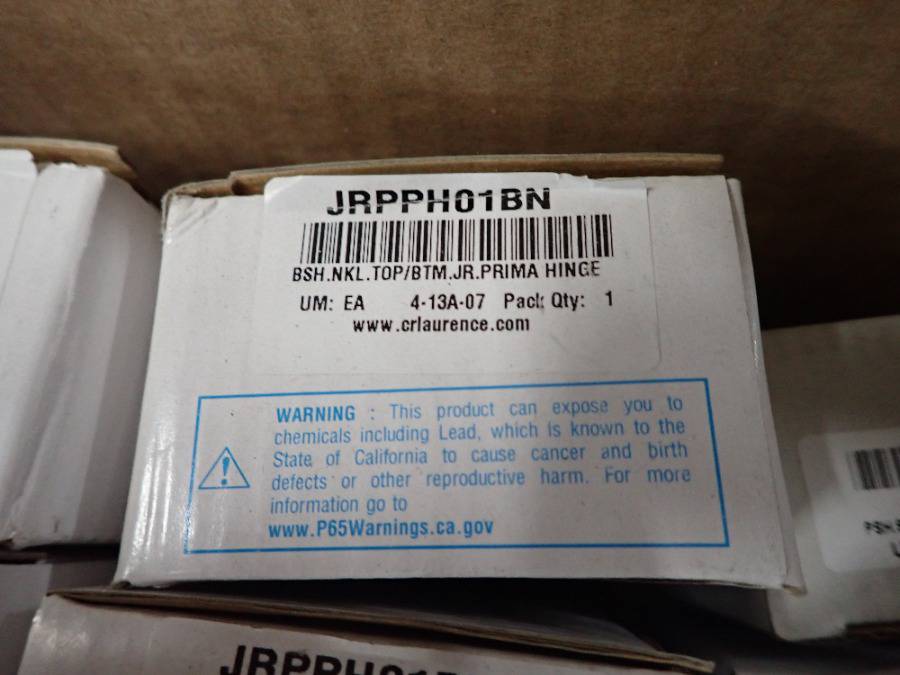 JRPPH01BN
BSH.NKL.TOP/BTM.JR.PRIMA HINGE
UM: EA 4-13A-07 Pack Qty: 1
www.crlaurence.com
WARNING : This product can expose you to
chemicals including Lead, which is known to the
State of California to cause cancer and birth
defects or other reproductive harm. For more
information go to
www.P65Warnings.ca.gov